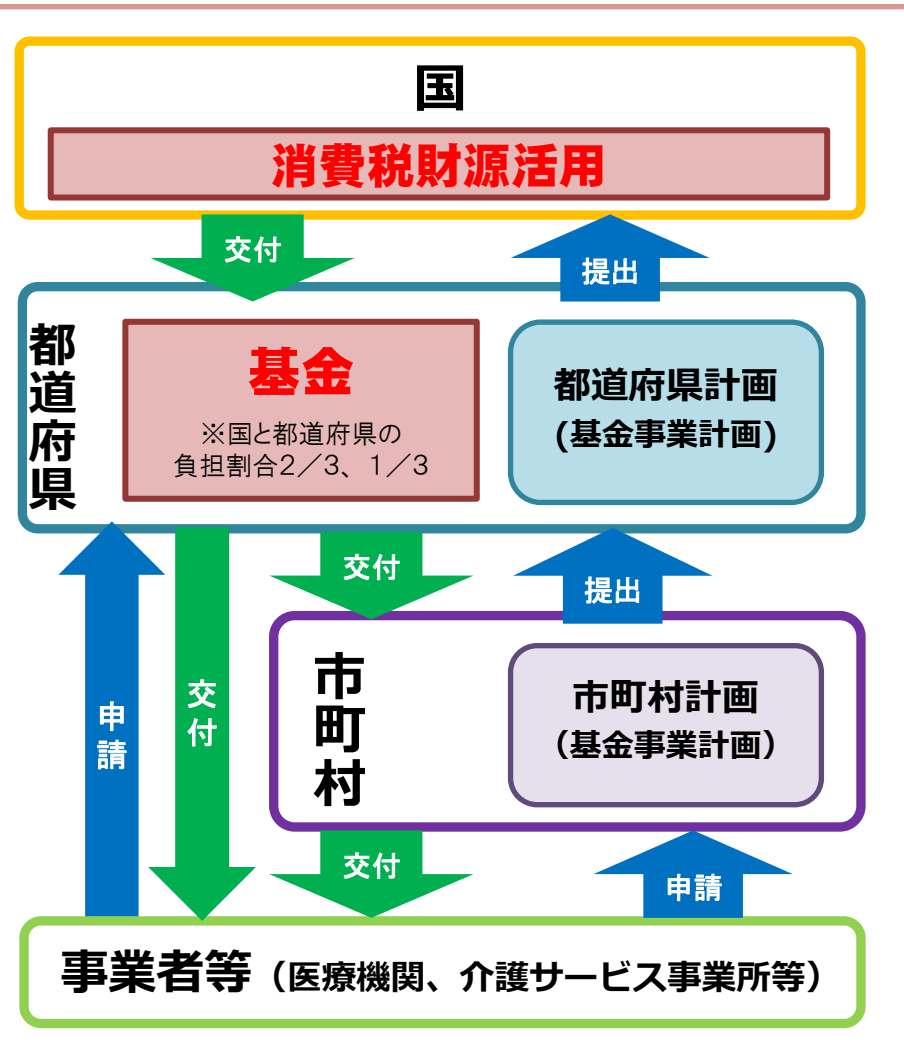 国
消費税財源活用
交付
提出
都道府県
基金
※国と都道府県の
負担割合2／3、1／3
都道府県計画
(基金事業計画)
交付
提出
申請
交付
市町村
市町村計画
（基金事業計画）
交付
申請
事業者等（医療機関、介護サービス事業所等）